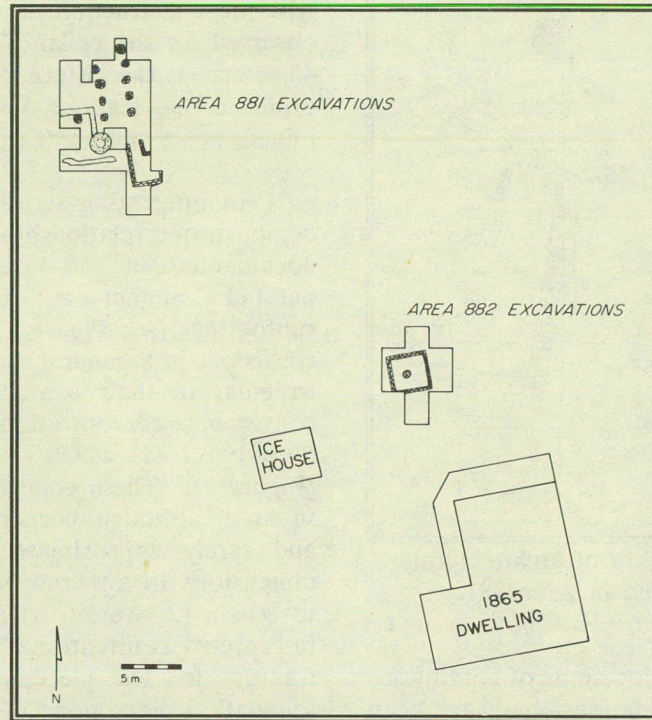 AREA 881 EXCAVATIONS
AREA 882 EXCAVATIONS
ICE
HOUSE
1865
DWELLING
5 m
N